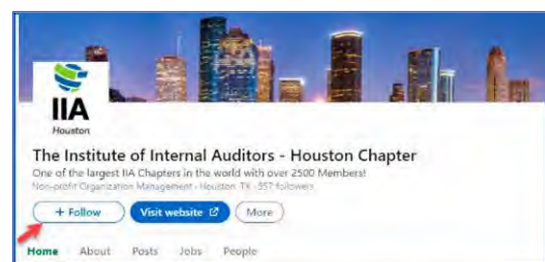 IIA
Houston
The Institute of Internal Auditors - Houston Chapter
One of the largest IIA Chapters in the world with over 2500 Members!
Non-profit Organization Management · Houston, TX · 557 followers
+ Follow
Visit website
More
Home About Posts Jobs People